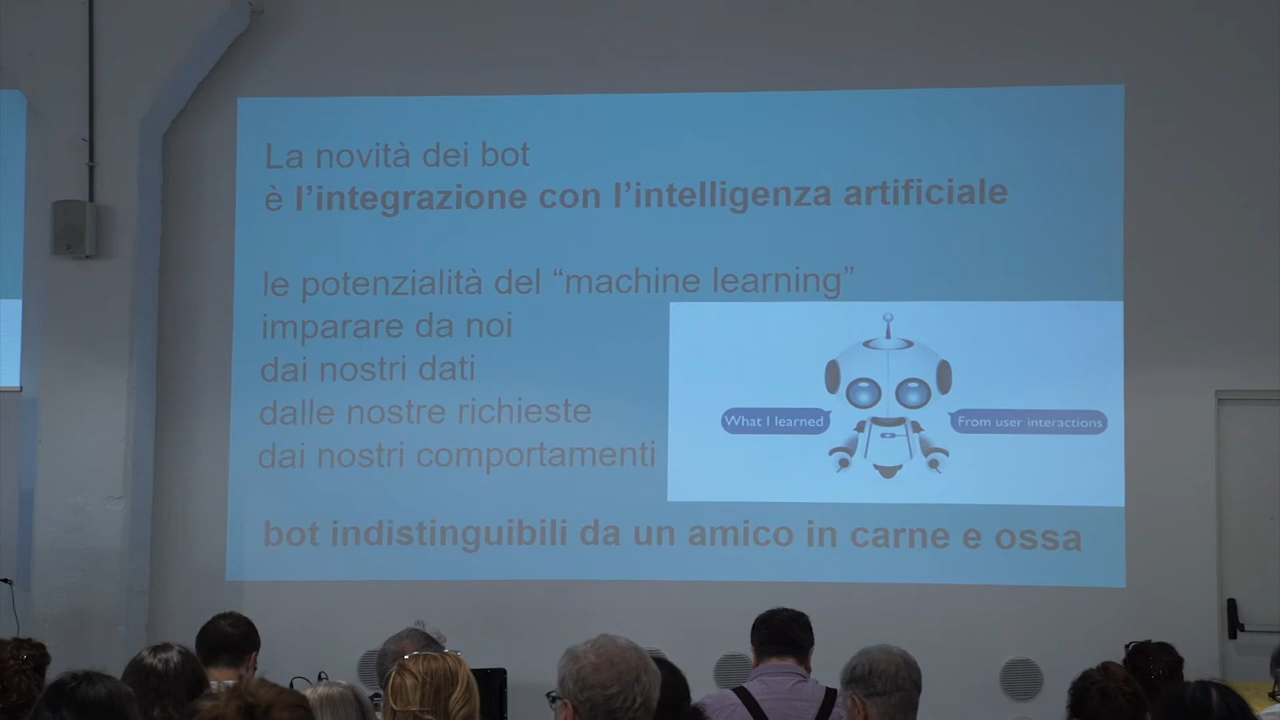 La novità dei bot
è l’integrazione con l’intelligenza artificiale
le potenzialità del “machine learning”
imparare da noi
dai nostri dati
dalle nostre richieste
dai nostri comportamenti
What I learned
From user interactions
bot indistinguibili da un amico in carne e ossa